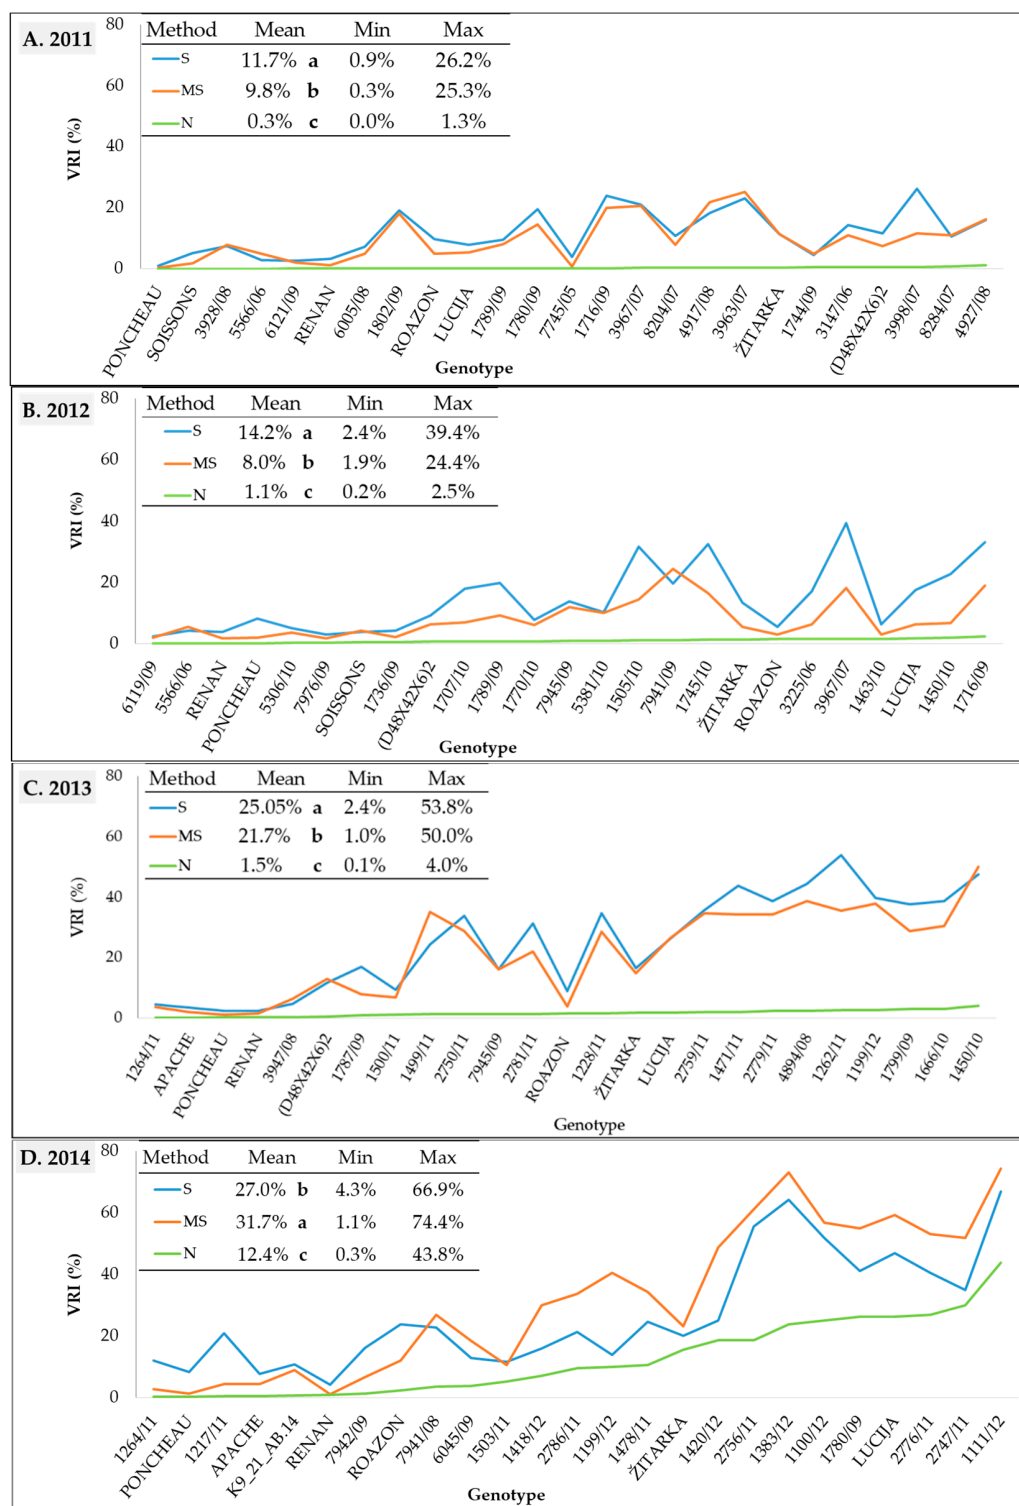 A. 2011
Method Mean Min Max
S 11.7% a 0.9% 26.2%
MS 9.8% b 0.3% 25.3%
N 0.3% c 0.0% 1.3%
VRI (%)
80
60
40
20
0
PONCHEAU
SOISSONS
3928/08
5566/06
6121/09
RENAN
6005/08
1802/09
ROAZON
LUCIJA
1789/09
1780/09
7745/05
1716/09
3967/07
8204/07
4917/08
3963/07
ŽITARKA
1744/09
3147/06
(D48X42X6)2
3998/07
8284/07
4927/08
Genotype
B. 2012
Method Mean Min Max
S 14.2% a 2.4% 39.4%
MS 8.0% b 1.9% 24.4%
N 1.1% c 0.2% 2.5%
VRI (%)
80
60
40
20
0
6119/09
5566/06
RENAN
PONCHEAU
5306/10
7976/09
SOISSONS
1736/09
(D48X42X6)2
1707/10
1789/09
1770/10
7945/09
5381/10
1505/10
7941/09
1745/10
ŽITARKA
ROAZON
3225/06
3967/07
1463/10
LUCIJA
1450/10
1716/09
Genotype
C. 2013
Method Mean Min Max
S 25.05% a 2.4% 53.8%
MS 21.7% b 1.0% 50.0%
N 1.5% c 0.1% 4.0%
VRI (%)
80
60
40
20
0
1264/11
APACHE
PONCHEAU
RENAN
3947/08
(D48X42X6)2
1787/09
1500/11
1499/11
2750/11
7945/09
2781/11
ROAZON
1228/11
ŽITARKA
LUCIJA
2759/11
1471/11
2779/11
4894/08
1262/11
1199/12
1799/09
1666/10
1450/10
Genotype
D. 2014
Method Mean Min Max
S 27.0% b 4.3% 66.9%
MS 31.7% a 1.1% 74.4%
N 12.4% c 0.3% 43.8%
VRI (%)
80
60
40
20
0
1264/11
PONCHEAU
1217/11
APACHE
K9_21_AB.14
RENAN
7942/09
ROAZON
7941/08
6045/09
1503/11
1418/12
2786/11
1199/12
1478/11
ŽITARKA
1420/12
2756/11
1383/12
1100/12
1780/09
LUCIJA
2776/11
2747/11
1111/12
Genotype